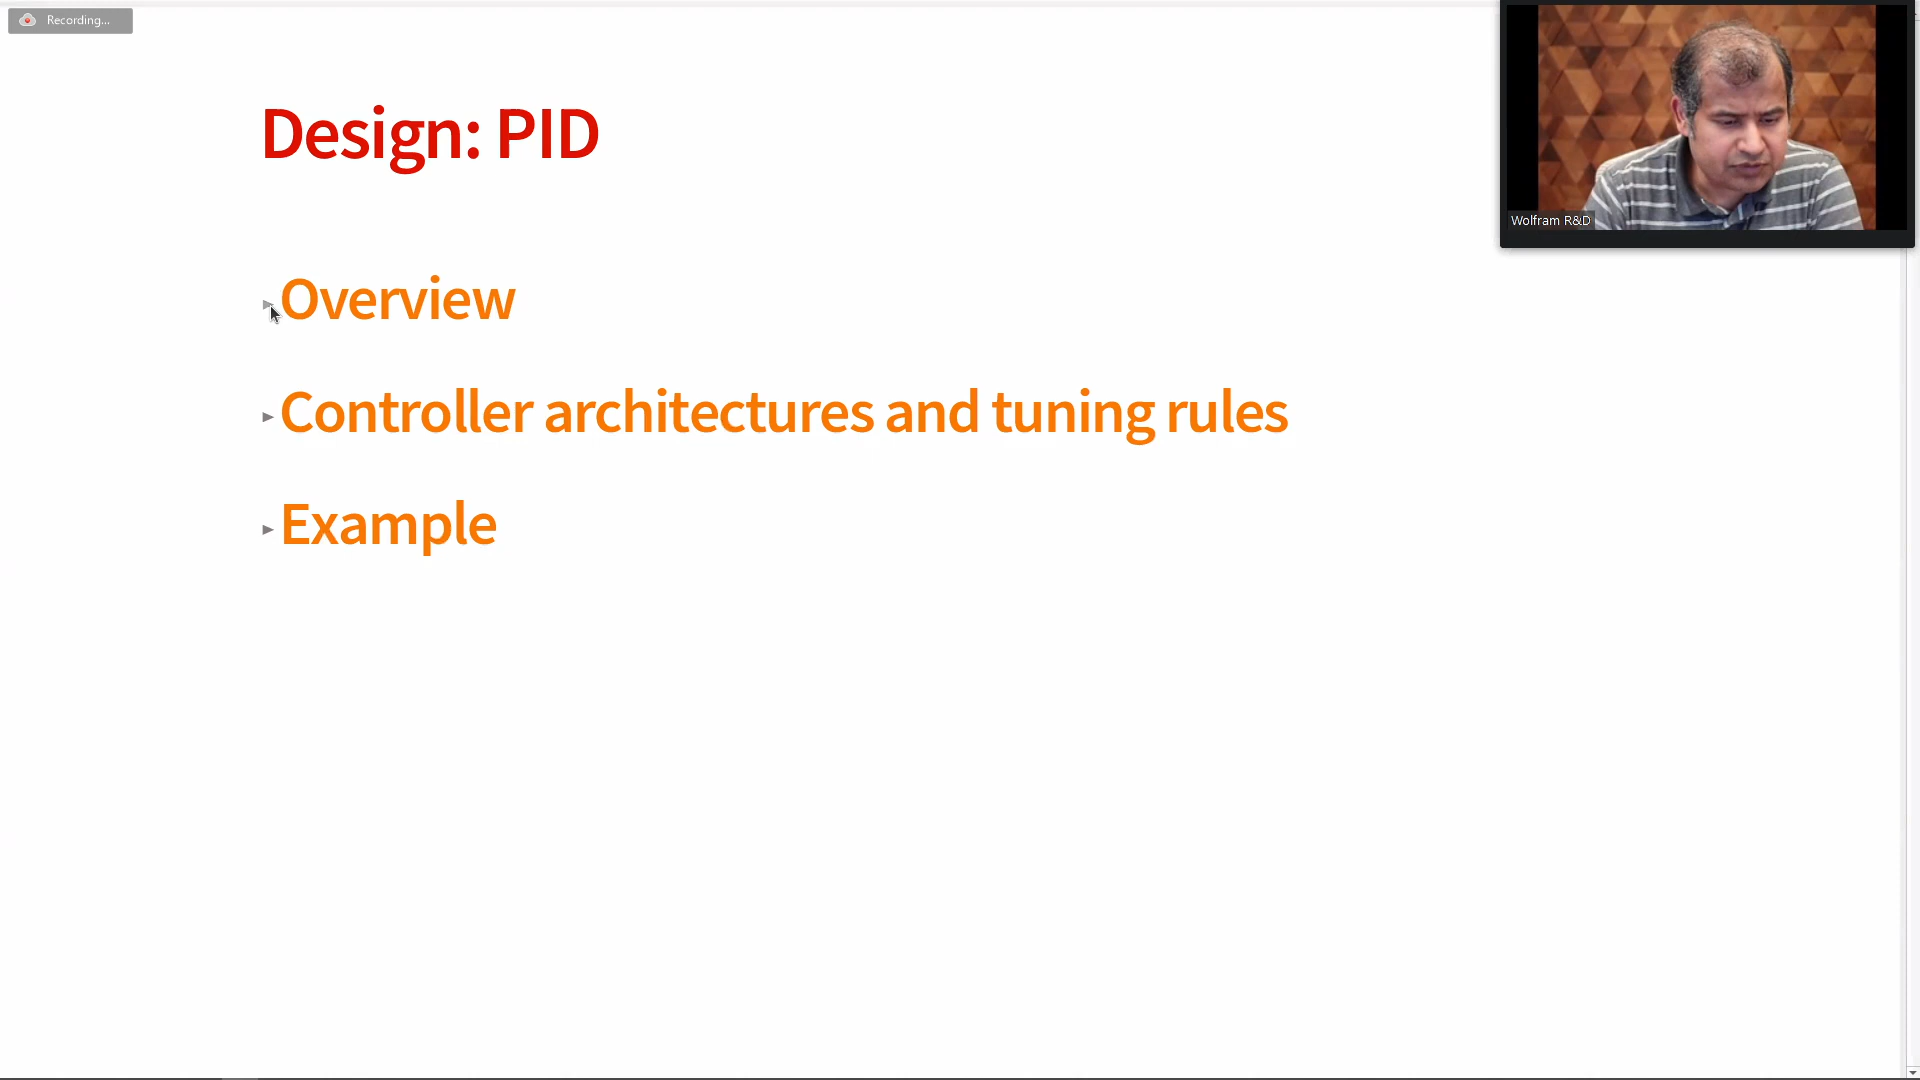 Recording...
Design: PID
Wolfram R&D
Overview
Controller architectures and tuning rules
Example